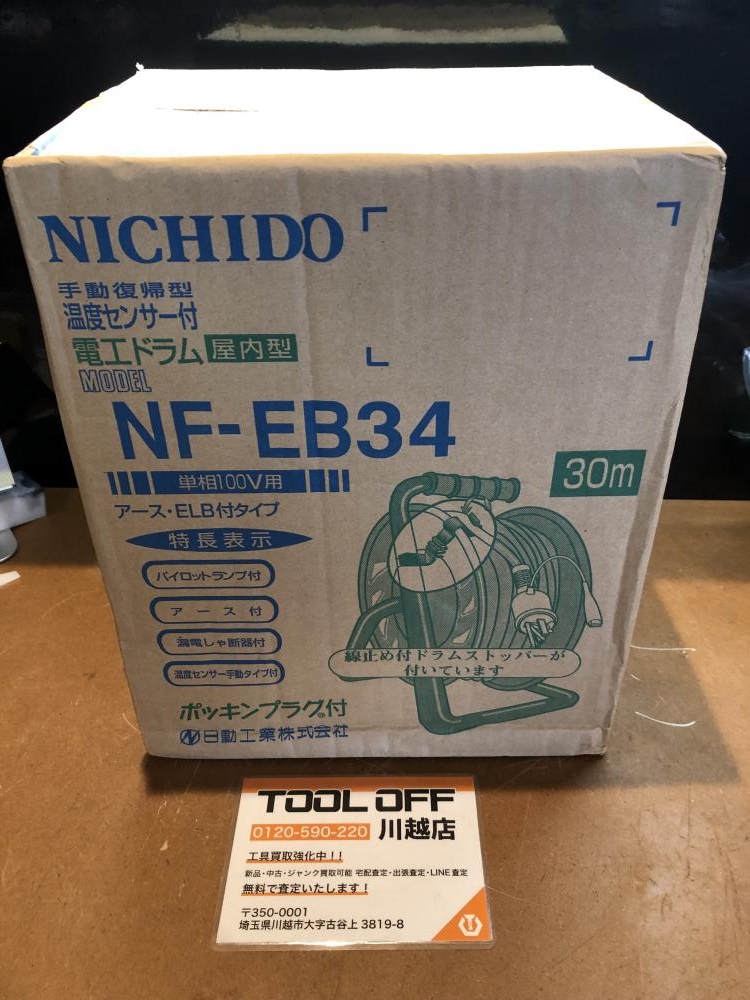 NICHIDO
手動復帰型
温度センサー付
電工ドラム 屋内型
MODEL
NF-EB34
単相100V用
30m
アース・ELB付タイプ
特長表示
パイロットランプ付
アース付
漏電しゃ断器付
温度センサー手動タイプ付
線止め付ドラムストッパーが
付いています
ポッキンプラグ®付
日動工業株式会社
TOOL OFF
0120-590-220 川越店
工具買取強化中!!
新品・中古・ジャンク買取可能 宅配査定・出張査定・LINE査定
無料で査定いたします!
〒350-0001
埼玉県川越市大字古谷上 3819-8